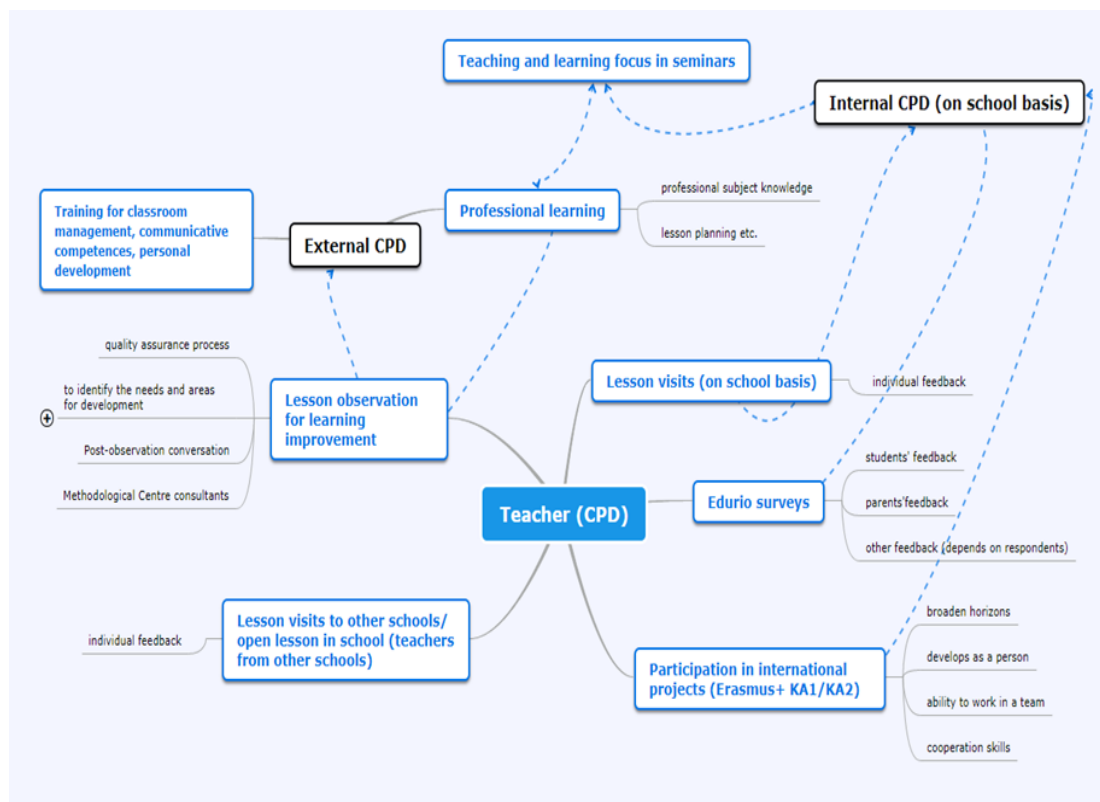 Teaching and learning focus in seminars
Internal CPD (on school basis)
Training for classroom
management, communicative
competences, personal
development
External CPD
Professional learning
professional subject knowledge
lesson planning etc.
quality assurance process
to identify the needs and areas
for development
Post-observation conversation
Methodological Centre consultants
Lesson observation
for learning
improvement
Lesson visits (on school basis)
individual feedback
Teacher (CPD)
Edurio surveys
students' feedback
parents'feedback
other feedback (depends on respondents)
individual feedback
Lesson visits to other schools/
open lesson in school (teachers
from other schools)
Participation in international
projects (Erasmus+ KA1/KA2)
broaden horizons
develops as a person
ability to work in a team
cooperation skills